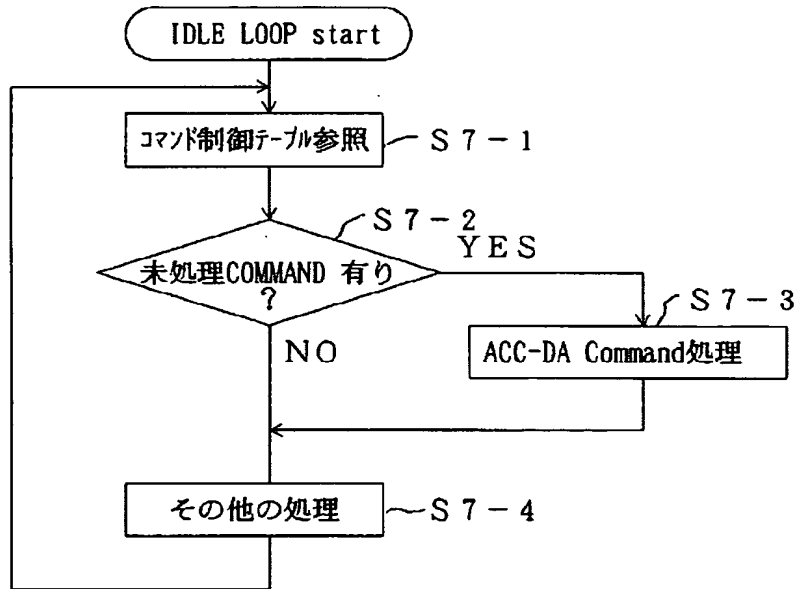 IDLE LOOP start
ｺﾏﾝﾄﾞ制御ﾃｰﾌﾞﾙ参照
Ｓ７－１
Ｓ７－２
ＹＥＳ
未処理COMMAND 有り
？
Ｓ７－３
ＮＯ
ACC-DA Command処理
その他の処理
Ｓ７－４